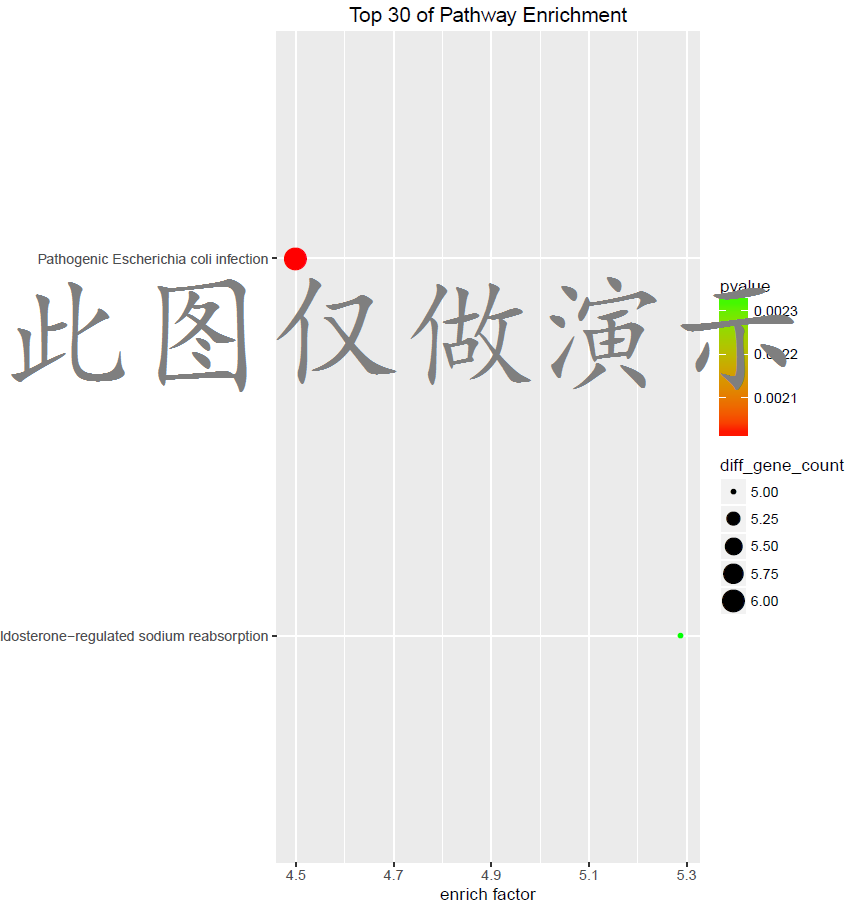 Top 30 of Pathway Enrichment
Pathogenic Escherichia coli infection
此图仅做演示
ldosterone−regulated sodium reabsorption
4.5
4.7
4.9
5.1
5.3
enrich factor
pvalue
0.0023
0.0022
0.0021
diff_gene_count
5.00
5.25
5.50
5.75
6.00